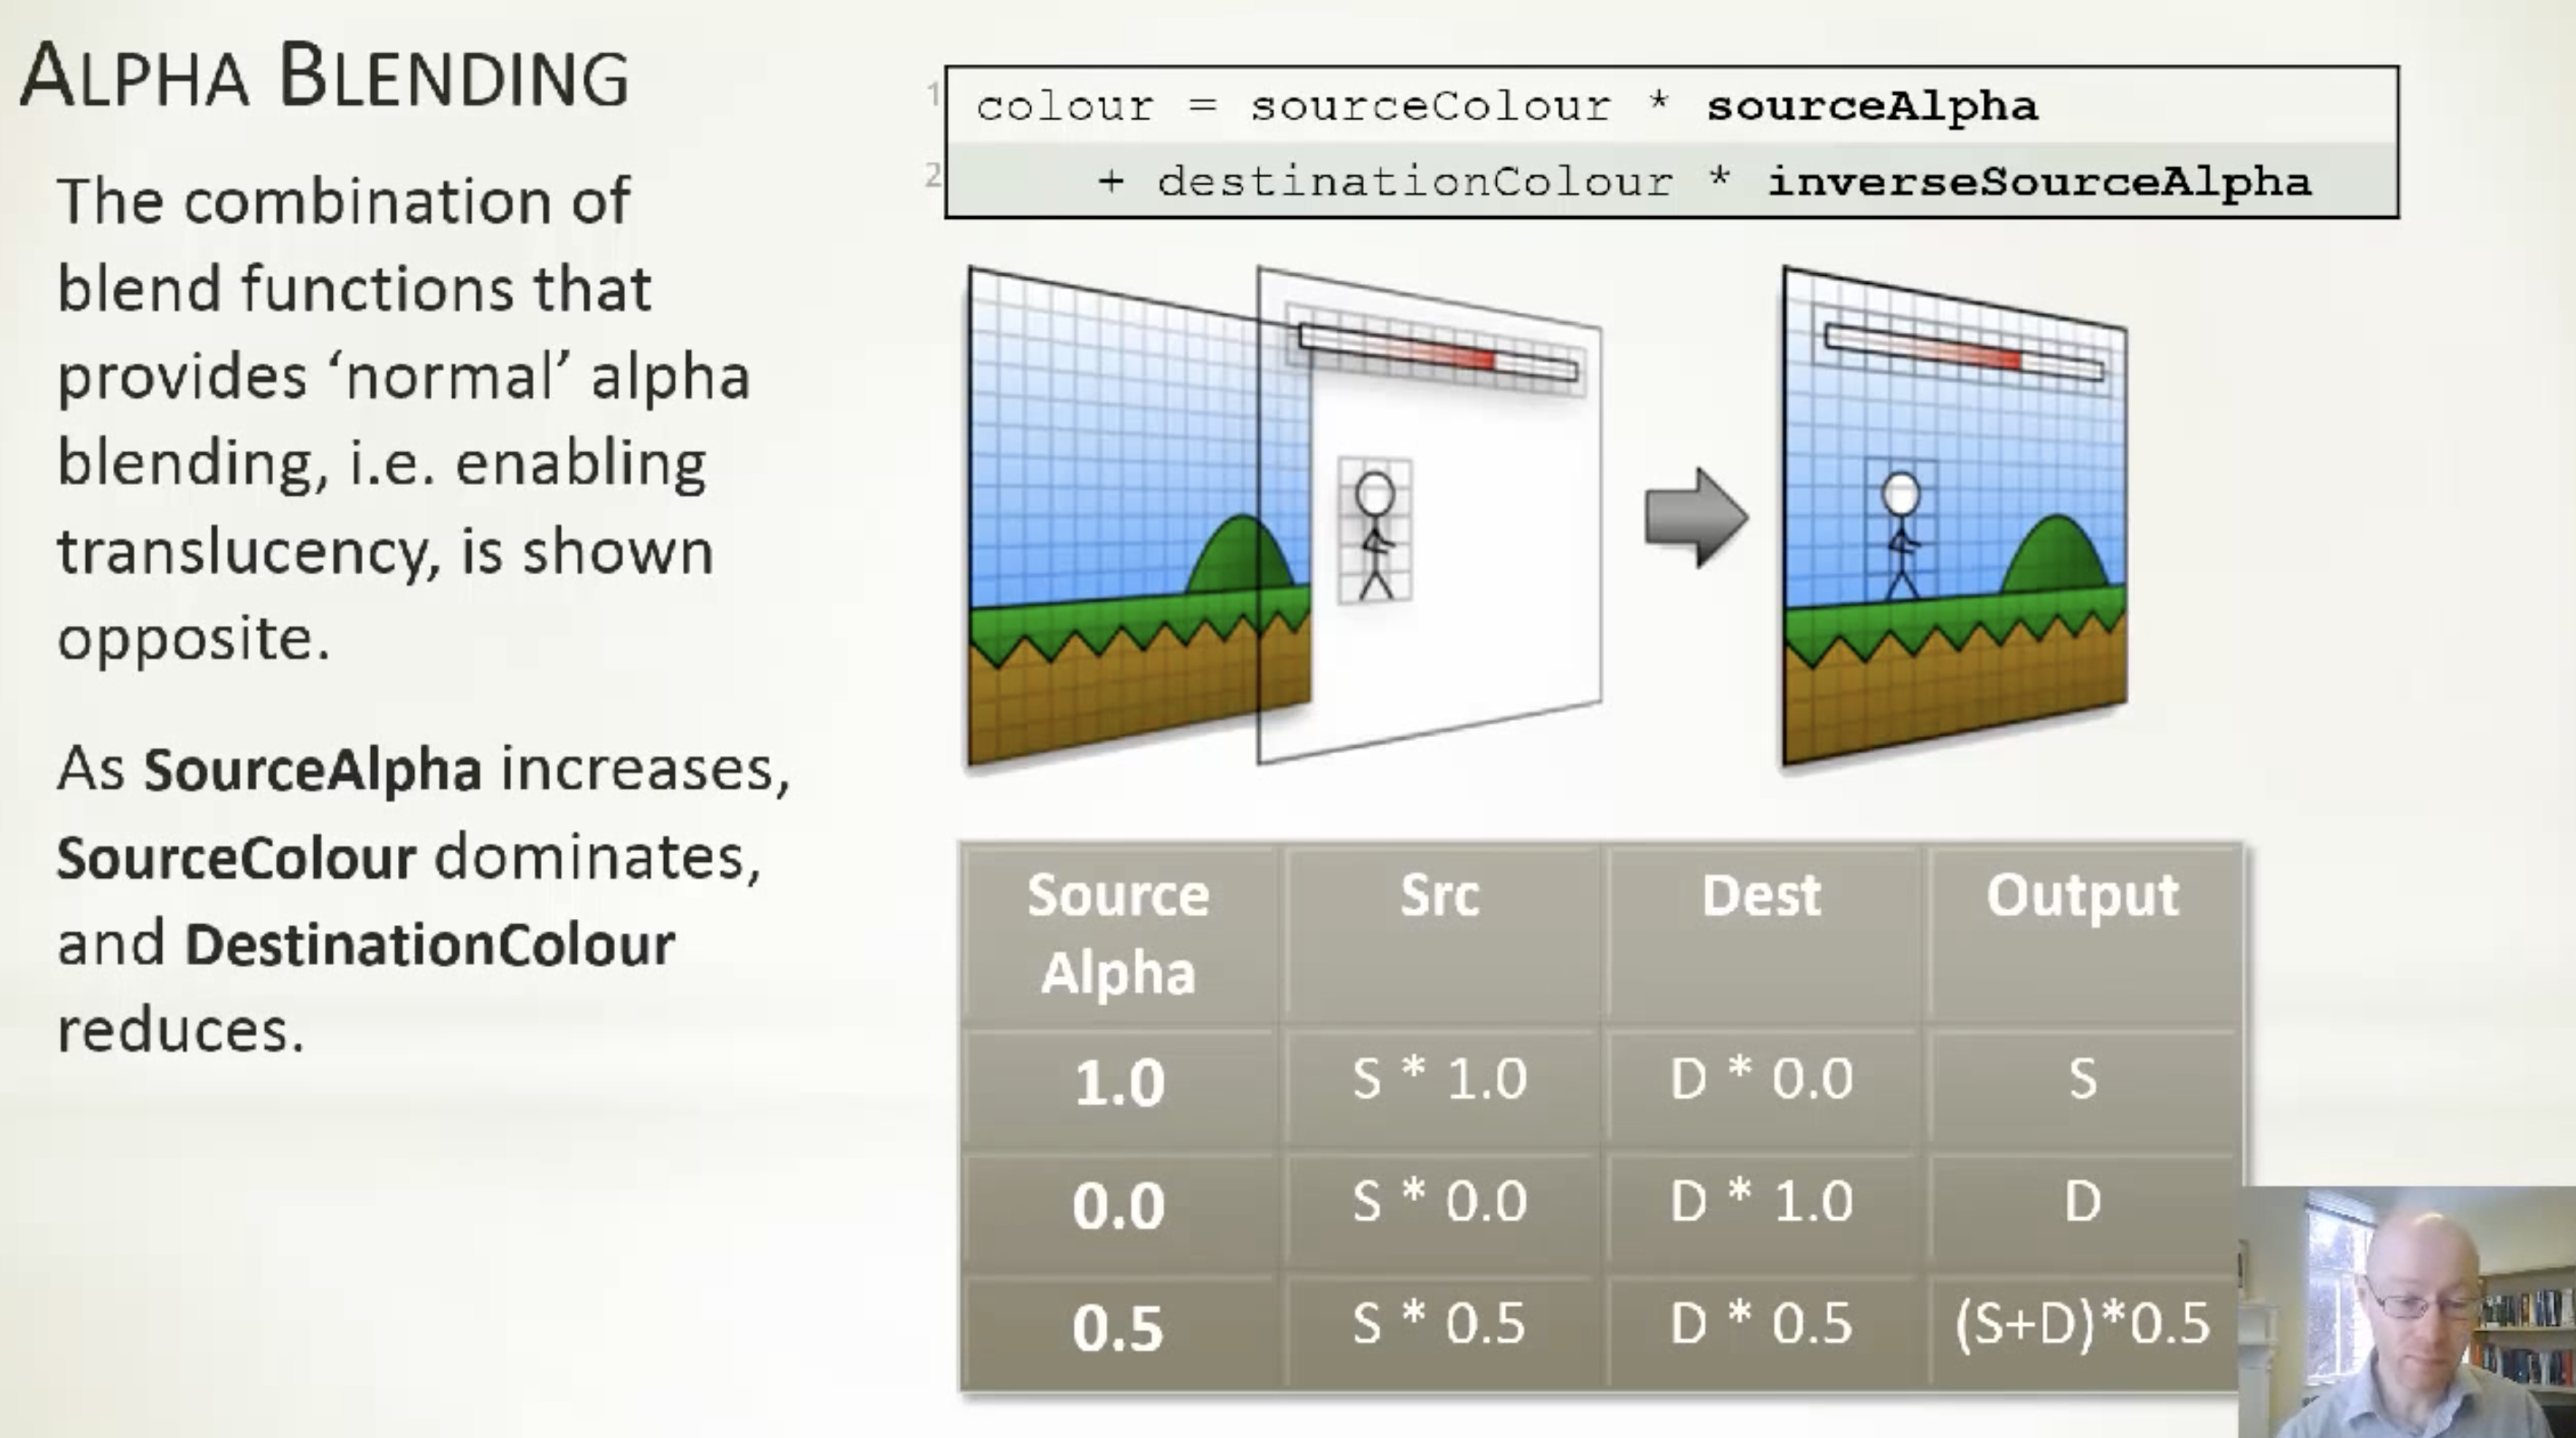 ALPHA BLENDING
The combination of
blend functions that
provides ‘normal’ alpha
blending, i.e. enabling
translucency, is shown
opposite.
As SourceAlpha increases,
SourceColour dominates,
and DestinationColour
reduces.
1 colour = sourceColour * sourceAlpha
2 + destinationColour * inverseSourceAlpha
Source Alpha Src Dest Output
1.0 S * 1.0 D * 0.0 S
0.0 S * 0.0 D * 1.0 D
0.5 S * 0.5 D * 0.5 (S+D)*0.5